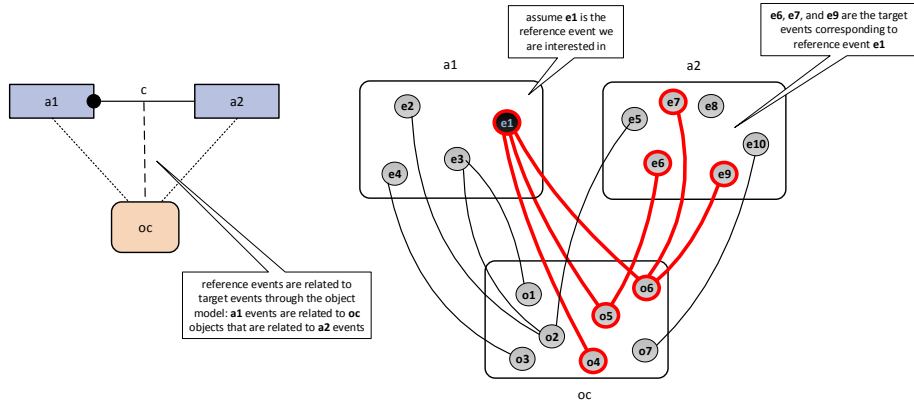 assume e1 is the
reference event we
are interested in
e6, e7, and e9 are the target
events corresponding to
reference event e1
a1
a2
c
a1
a2
e2
e1
e3
e4
e5
e7
e8
e6
e9
e10
oc
reference events are related to
target events through the object
model: a1 events are related to oc
objects that are related to a2 events
o1
o2
o3
o4
o5
o6
o7
oc